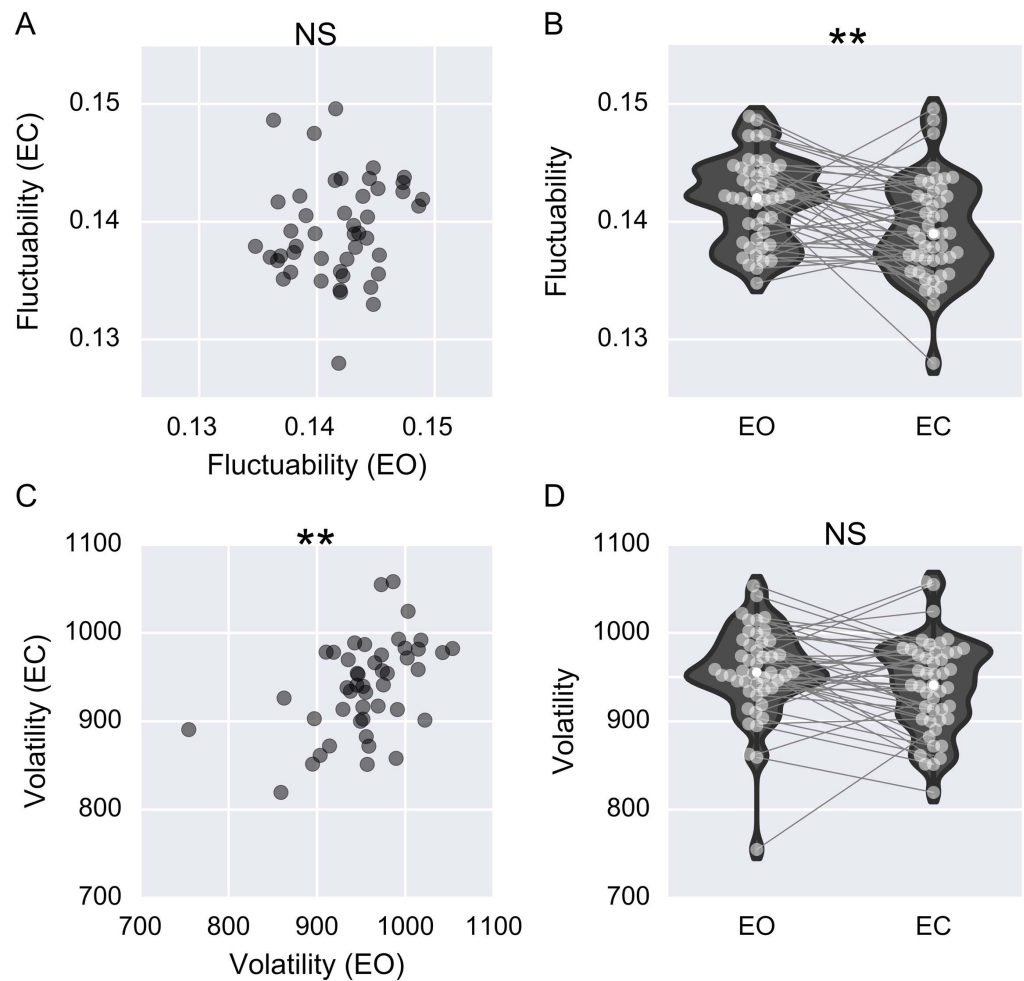 A
NS
Fluctuability (EC)
0.15
0.14
0.13
0.13 0.14 0.15
Fluctuability (EO)
B
**
Fluctuability
0.15
0.14
0.13
EO EC
C
**
Volatility (EC)
1100
1000
900
800
700
700 800 900 1000 1100
Volatility (EO)
D
NS
Volatility
1100
1000
900
800
700
EO EC